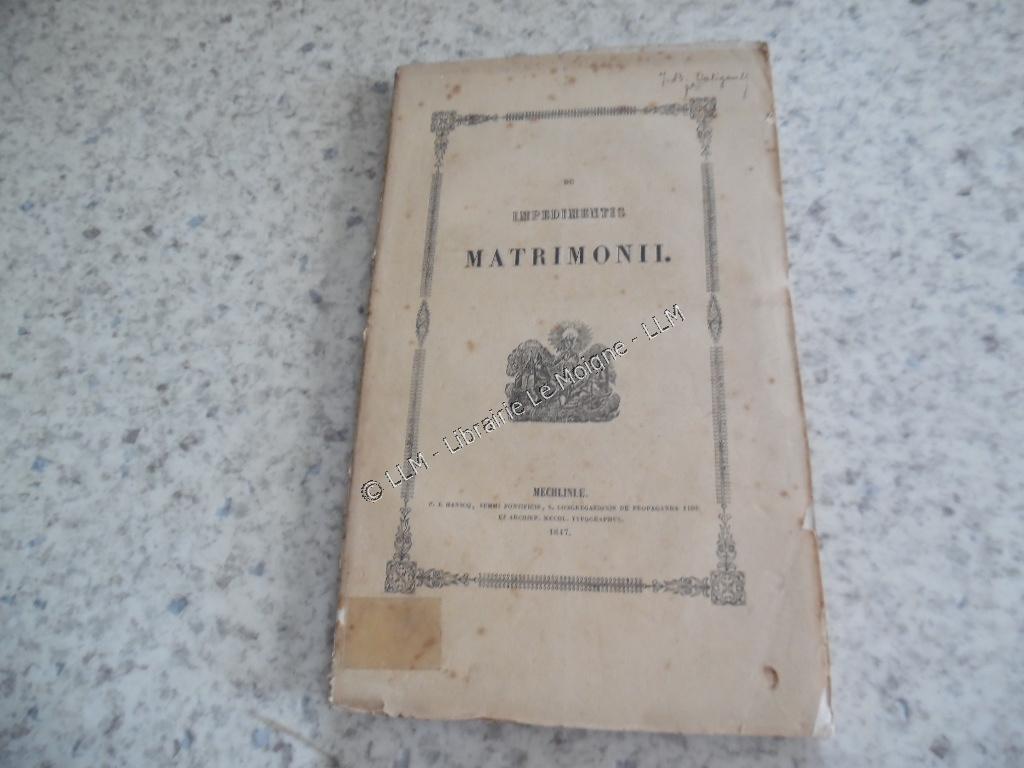 J.B.
DE
IMPEDIMENTIS
MATRIMONII.
© LLM - Librairie Le Moigne - LLM
MECHLINIÆ.
P. J. HANICQ, SUMMI PONTIFICIS, S. CONGREGATIONIS DE PROPAGANDA FIDE
ET ARCHIEP. MECHL. TYPOGRAPHUS.
1847.